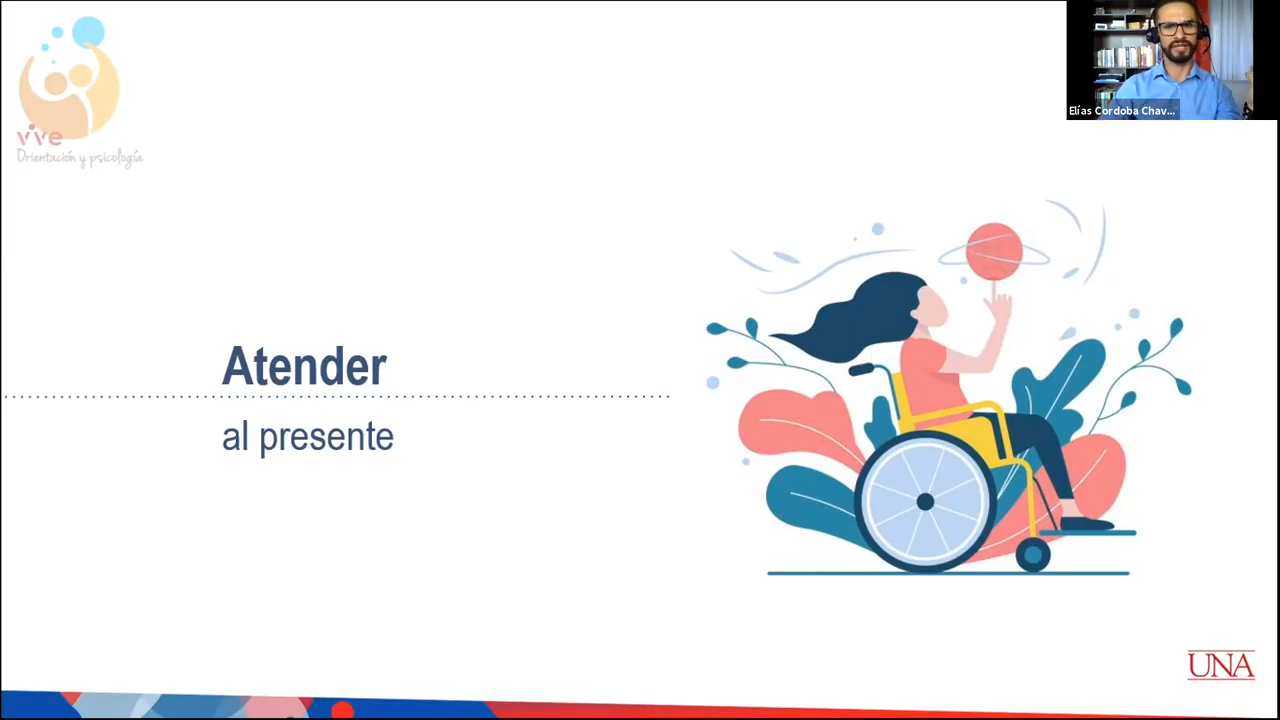 vive
Orientación y psicología
Elías Cordoba Chav...
Atender
al presente
UNA